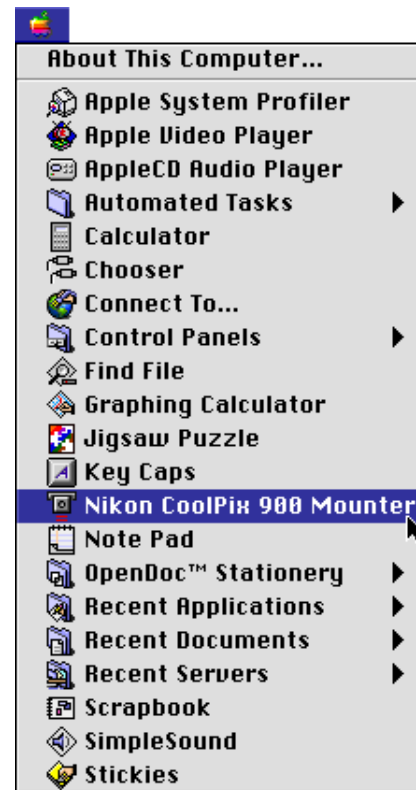 About This Computer...
Apple System Profiler
Apple Video Player
AppleCD Audio Player
Automated Tasks
Calculator
Chooser
Connect To...
Control Panels
Find File
Graphing Calculator
Jigsaw Puzzle
Key Caps
Nikon CoolPix 900 Mounter
Note Pad
OpenDoc™ Stationery
Recent Applications
Recent Documents
Recent Servers
Scrapbook
SimpleSound
Stickies